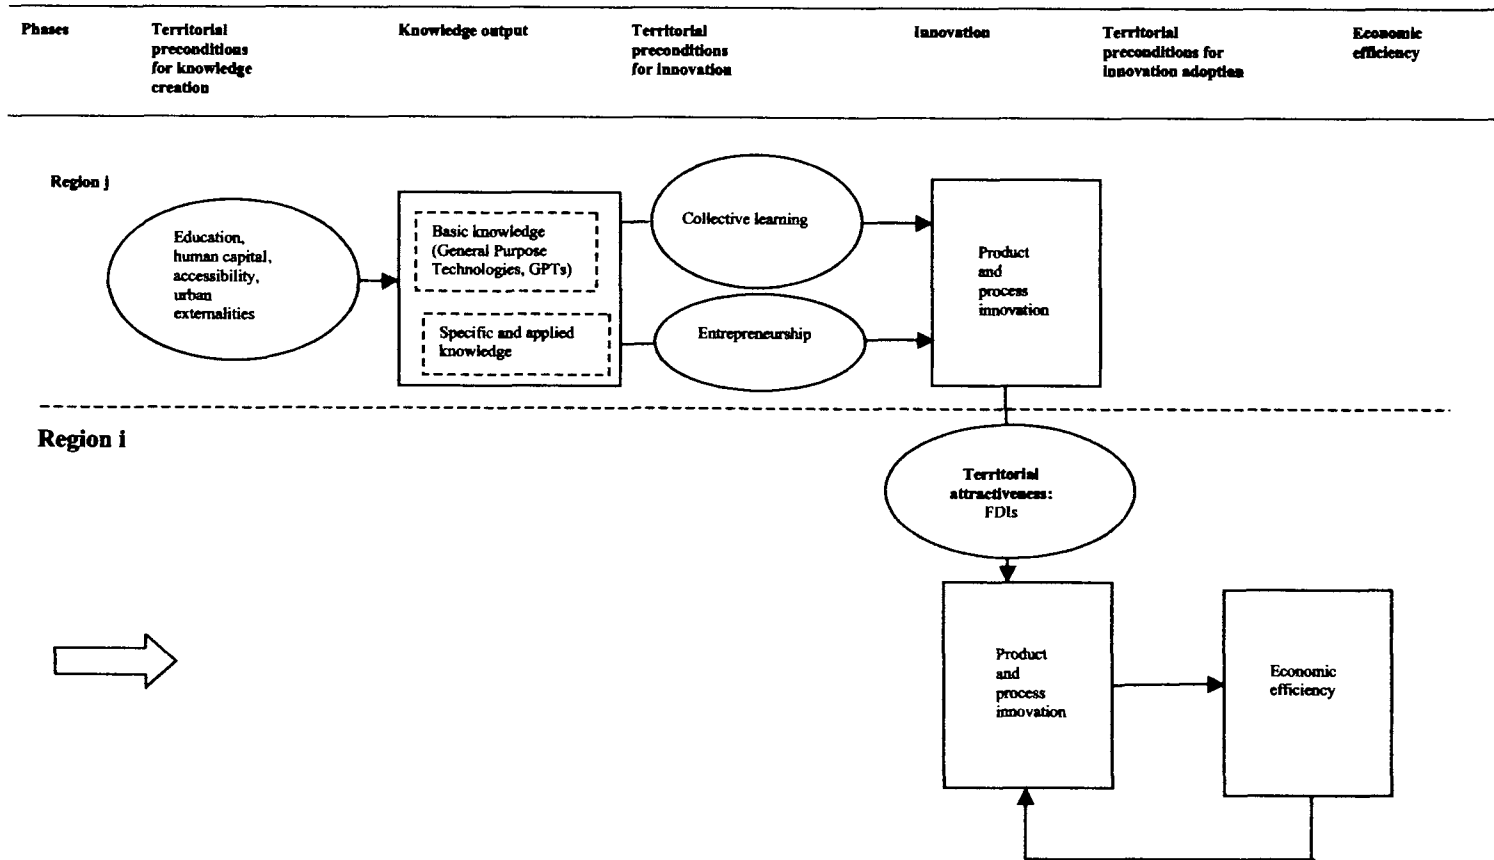 Phases
Territorial
preconditions
for knowledge
creation
Knowledge output
Territorial
preconditions
for innovation
Innovation
Territorial
preconditions for
innovation adoption
Economic
efficiency
Region j
Education,
human capital,
accessibility,
urban
externalities
Basic knowledge
(General Purpose
Technologies, GPTs)
Specific and applied
knowledge
Collective learning
Entrepreneurship
Product
and
process
innovation
Region i
Territorial
attractiveness:
FDIs
Product
and
process
innovation
Economic
efficiency